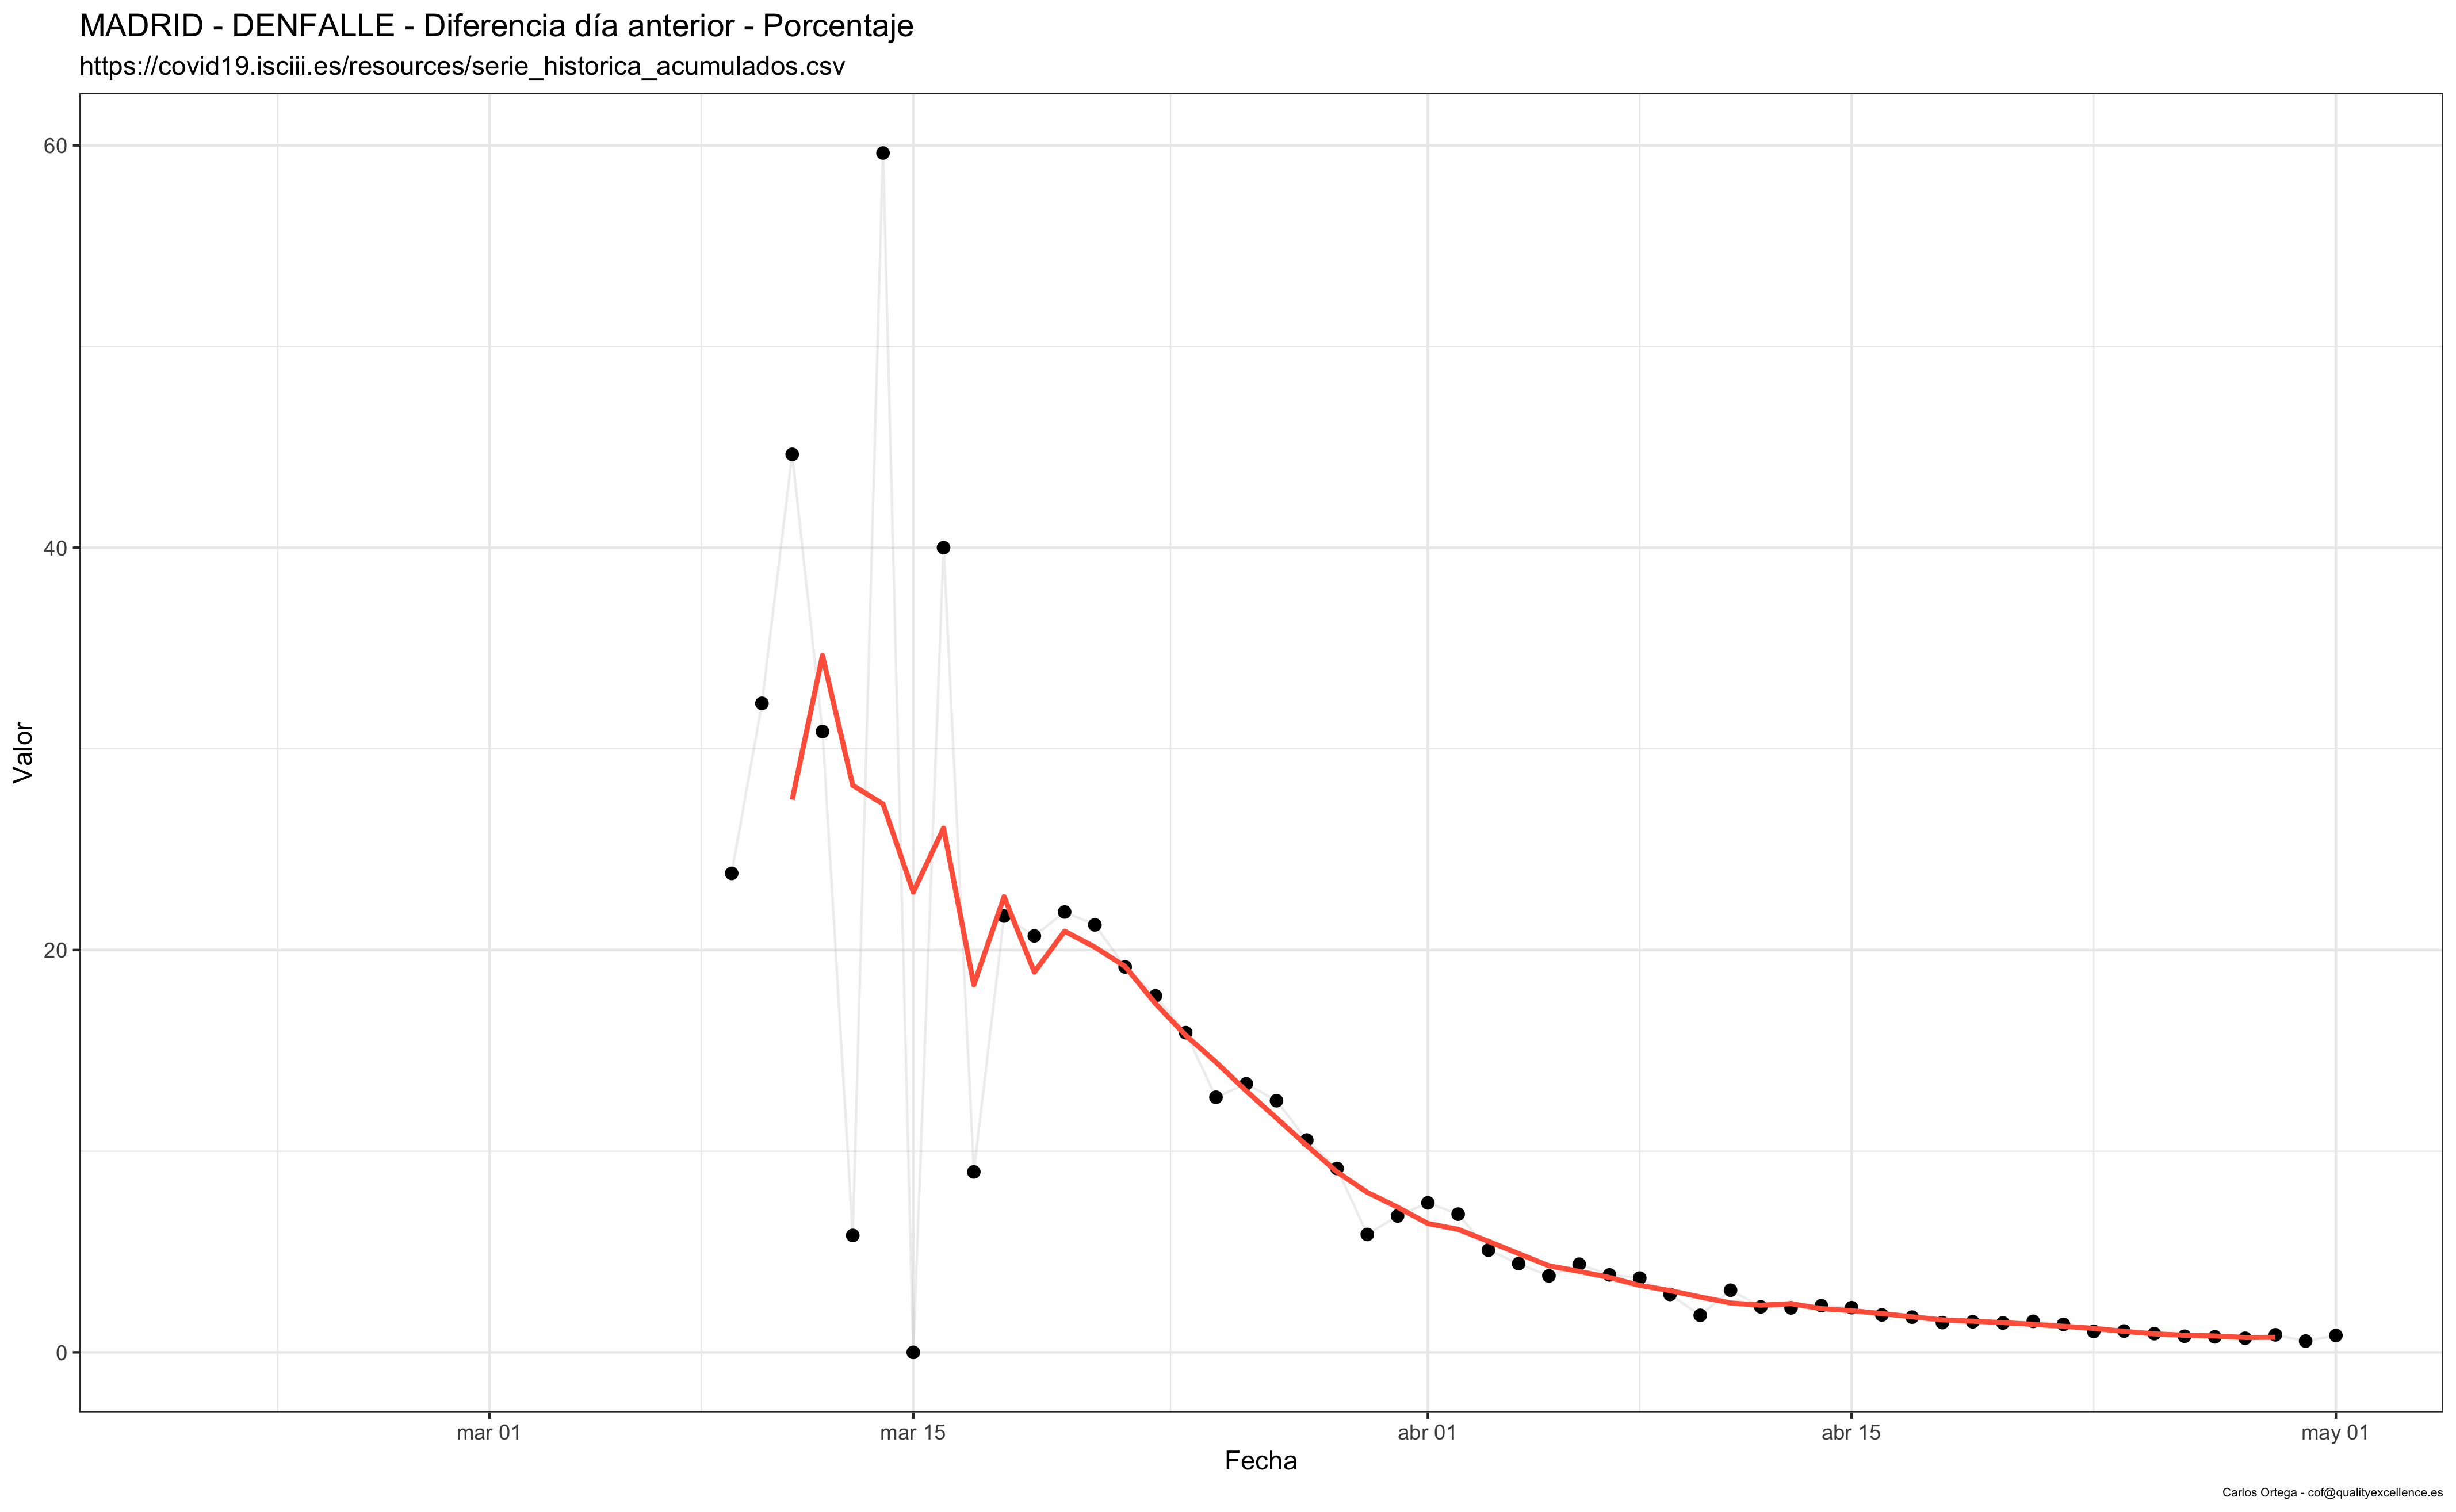 MADRID - DENFALLE - Diferencia día anterior - Porcentaje
https://covid19.isciii.es/resources/serie_historica_acumulados.csv
60
40
20
0
Valor
mar 01
mar 15
abr 01
abr 15
may 01
Fecha
Carlos Ortega - cof@qualityexcellence.es